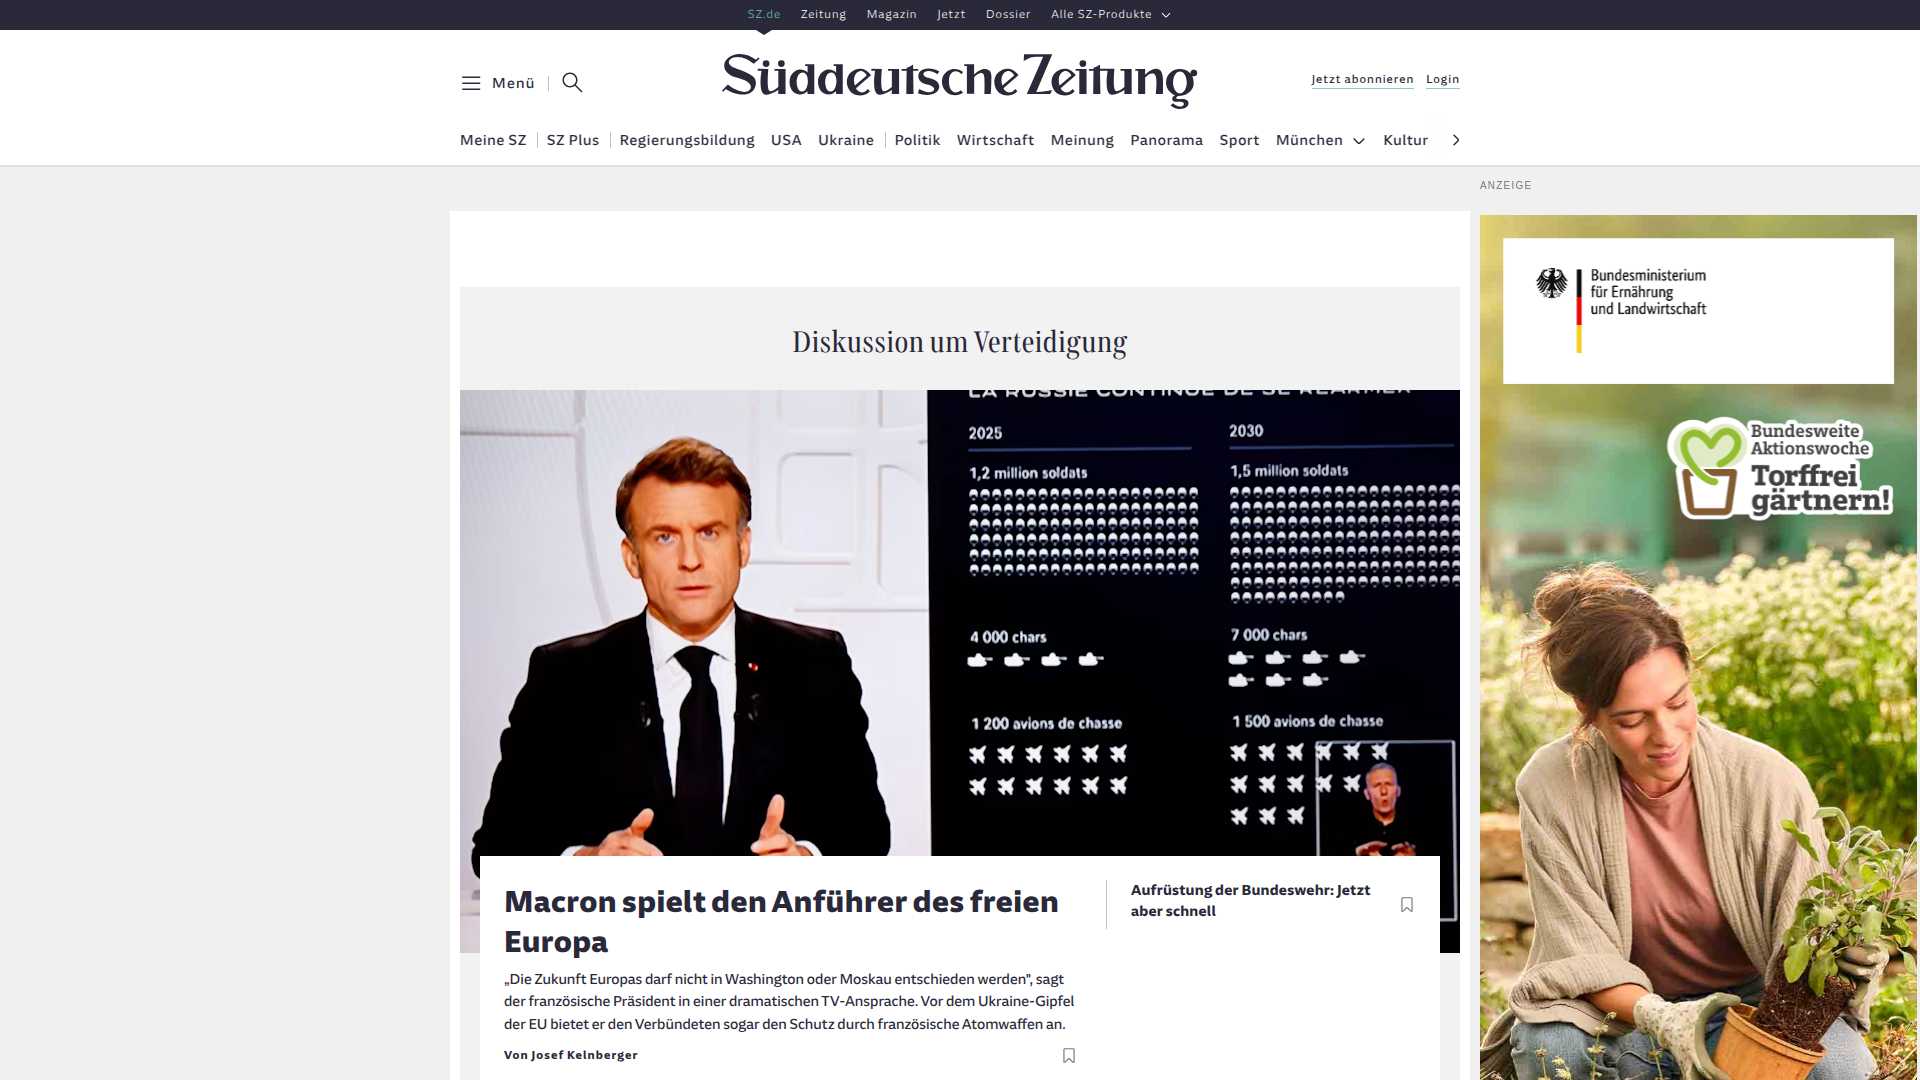 SZ.de Zeitung Magazin Jetzt Dossier Alle SZ-Produkte
Menü
Süddeutsche Zeitung
Jetzt abonnieren Login
Meine SZ SZ Plus Regierungsbildung USA Ukraine Politik Wirtschaft Meinung Panorama Sport München Kultur
ANZEIGE
Diskussion um Verteidigung
LA RUSSIE CONTINUE DE SE RÉARMER
2025
1,2 million soldats
4 000 chars
1 200 avions de chasse
2030
1,5 million soldats
7 000 chars
1 500 avions de chasse
Macron spielt den Anführer des freien
Europa
„Die Zukunft Europas darf nicht in Washington oder Moskau entschieden werden", sagt
der französische Präsident in einer dramatischen TV-Ansprache. Vor dem Ukraine-Gipfel
der EU bietet er den Verbündeten sogar den Schutz durch französische Atomwaffen an.
Von Josef Kelnberger
Aufrüstung der Bundeswehr: Jetzt
aber schnell
Bundesministerium
für Ernährung
und Landwirtschaft
Bundesweite
Aktionswoche
Torffrei
gärtnern!